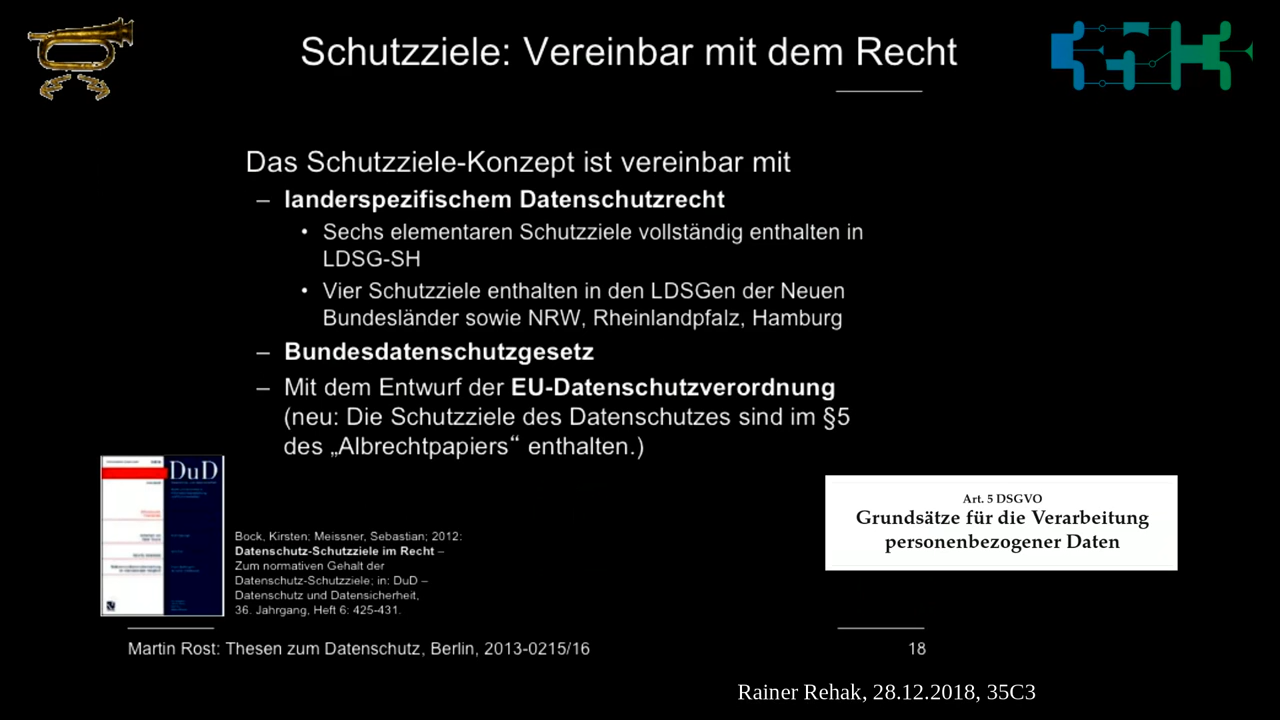 Schutzziele: Vereinbar mit dem Recht
Das Schutzziele-Konzept ist vereinbar mit
– landerspezifischem Datenschutzrecht
• Sechs elementaren Schutzziele vollständig enthalten in
LDSG-SH
• Vier Schutzziele enthalten in den LDSGen der Neuen
Bundesländer sowie NRW, Rheinlandpfalz, Hamburg
– Bundesdatenschutzgesetz
– Mit dem Entwurf der EU-Datenschutzverordnung
(neu: Die Schutzziele des Datenschutzes sind im §5
des „Albrechtpapiers“ enthalten.)
DuD
Bock, Kirsten; Meissner, Sebastian; 2012:
Datenschutz-Schutzziele im Recht –
Zum normativen Gehalt der
Datenschutz-Schutzziele; in: DuD –
Datenschutz und Datensicherheit,
36. Jahrgang, Heft 6: 425-431.
Art. 5 DSGVO
Grundsätze für die Verarbeitung
personenbezogener Daten
Martin Rost: Thesen zum Datenschutz, Berlin, 2013-0215/16
18
Rainer Rehak, 28.12.2018, 35C3